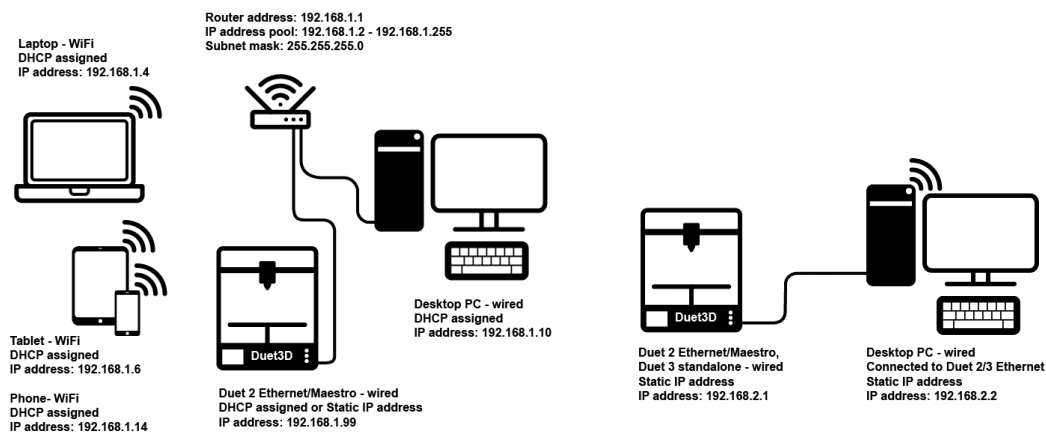 Router address: 192.168.1.1
IP address pool: 192.168.1.2 - 192.168.1.255
Subnet mask: 255.255.255.0
Laptop - WiFi
DHCP assigned
IP address: 192.168.1.4
Tablet - WiFi
DHCP assigned
IP address: 192.168.1.6
Phone- WiFi
DHCP assigned
IP address: 192.168.1.14
Duet3D
Duet 2 Ethernet/Maestro - wired
DHCP assigned or Static IP address
IP address: 192.168.1.99
Desktop PC - wired
DHCP assigned
IP address: 192.168.1.10
Duet3D
Duet 2 Ethernet/Maestro,
Duet 3 standalone - wired
Static IP address
IP address: 192.168.2.1
Desktop PC - wired
Connected to Duet 2/3 Ethernet
Static IP address
IP address: 192.168.2.2